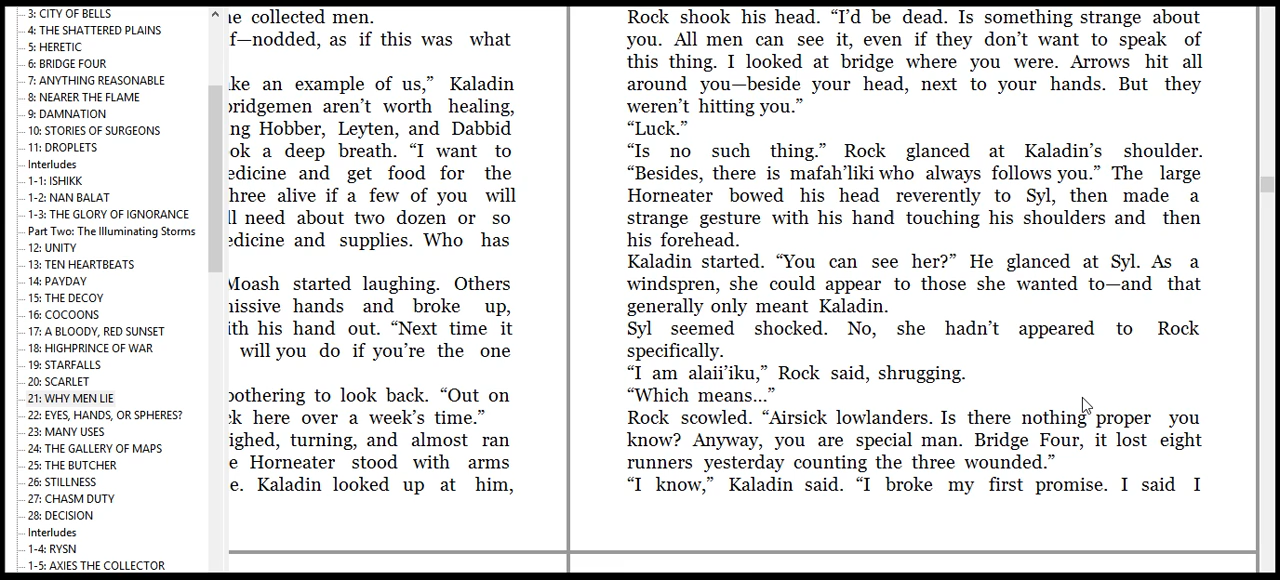 3: CITY OF BELLS
4: THE SHATTERED PLAINS
5: HERETIC
6: BRIDGE FOUR
7: ANYTHING REASONABLE
8: NEARER THE FLAME
9: DAMNATION
10: STORIES OF SURGEONS
11: DROPLETS
Interludes
1-1: ISHIKK
1-2: NAN BALAT
1-3: THE GLORY OF IGNORANCE
Part Two: The Illuminating Storms
12: UNITY
13: TEN HEARTBEATS
14: PAYDAY
15: THE DECOY
16: COCOONS
17: A BLOODY, RED SUNSET
18: HIGHPRINCE OF WAR
19: STARFALLS
20: SCARLET
21: WHY MEN LIE
22: EYES, HANDS, OR SPHERES?
23: MANY USES
24: THE GALLERY OF MAPS
25: THE BUTCHER
26: STILLNESS
27: CHASM DUTY
28: DECISION
Interludes
1-4: RYSN
1-5: AXIES THE COLLECTOR
collected men.
f—nodded, as if this was what
an example of us,” Kaladin
bridgemen aren’t worth healing,
Hobber, Leyten, and Dabbid
a deep breath. “I want to
and get food for the
three alive if a few of you will
need about two dozen or so
and supplies. Who has
Moash started laughing. Others
hands and broke up,
with his hand out. “Next time it
will you do if you’re the one
bothering to look back. “Out on
here over a week’s time.”
turning, and almost ran
Horneater stood with arms
Kaladin looked up at him,
Rock shook his head. “I’d be dead. Is something strange about
you. All men can see it, even if they don’t want to speak of
this thing. I looked at bridge where you were. Arrows hit all
around you—beside your head, next to your hands. But they
weren’t hitting you.”
“Luck.”
“Is no such thing.” Rock glanced at Kaladin’s shoulder.
“Besides, there is mafah’liki who always follows you.” The large
Horneater bowed his head reverently to Syl, then made a
strange gesture with his hand touching his shoulders and then
his forehead.
Kaladin started. “You can see her?” He glanced at Syl. As a
windspren, she could appear to those she wanted to—and that
generally only meant Kaladin.
Syl seemed shocked. No, she hadn’t appeared to Rock
specifically.
“I am alaii’iku,” Rock said, shrugging.
“Which means...”
Rock scowled. “Airsick lowlanders. Is there nothing proper you
know? Anyway, you are special man. Bridge Four, it lost eight
runners yesterday counting the three wounded.”
“I know,” Kaladin said. “I broke my first promise. I said I